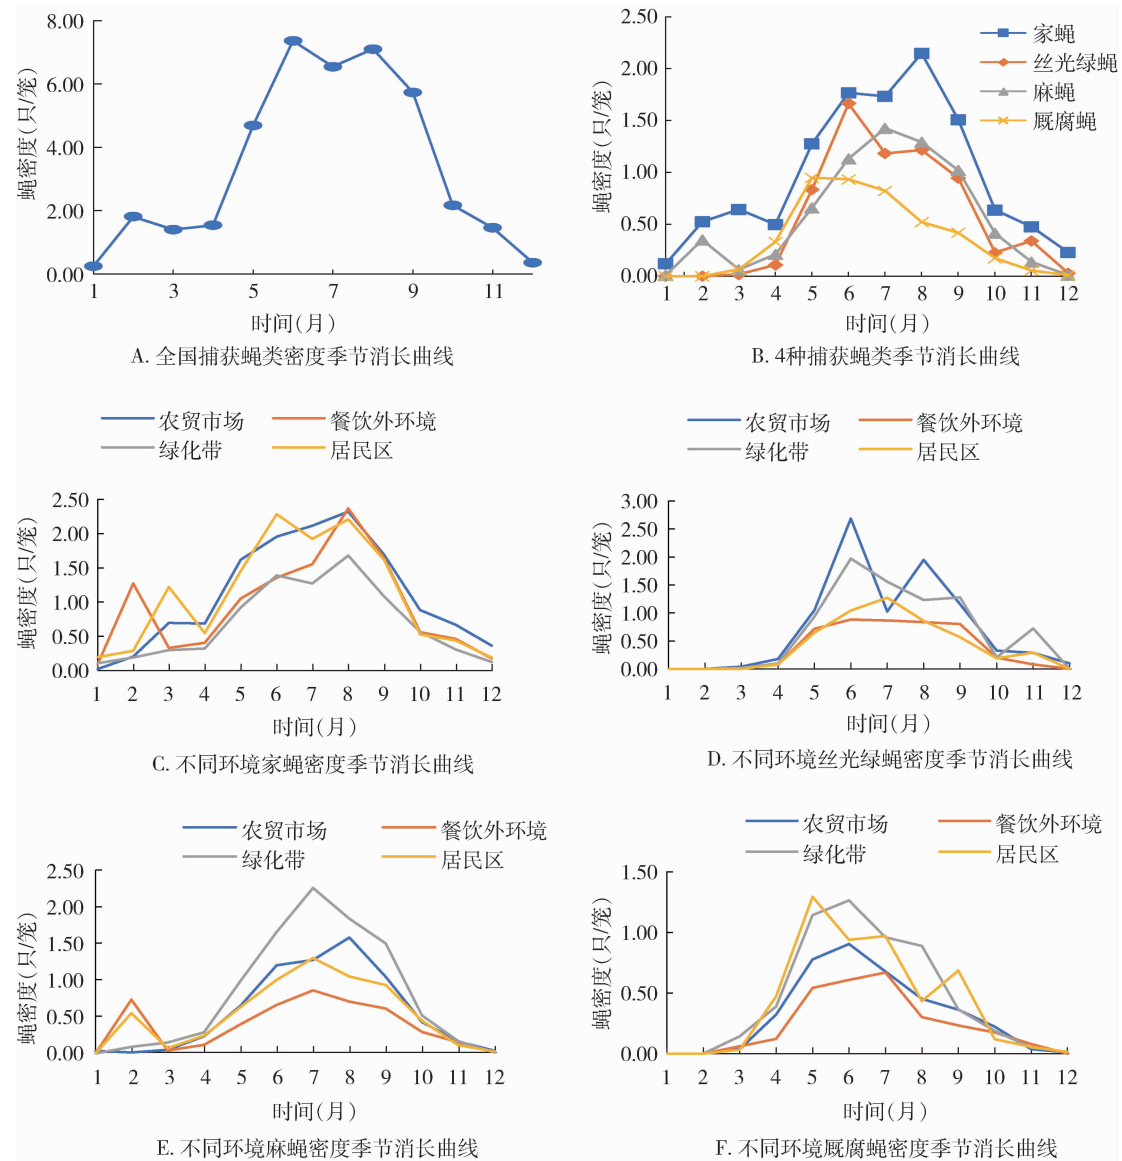 8.00
6.00
4.00
2.00
0.00
蝇密度(只/笼)
1 3 5 7 9 11
时间(月)
A. 全国捕获蝇类密度季节消长曲线
2.50
2.00
1.50
1.00
0.50
0.00
蝇密度(只/笼)
家蝇
丝光绿蝇
麻蝇
厩腐蝇
1 2 3 4 5 6 7 8 9 10 11 12
时间(月)
B. 4种捕获蝇类季节消长曲线
农贸市场 餐饮外环境
绿化带 居民区
2.50
2.00
1.50
1.00
0.50
0.00
蝇密度(只/笼)
1 2 3 4 5 6 7 8 9 10 11 12
时间(月)
C. 不同环境家蝇密度季节消长曲线
农贸市场 餐饮外环境
绿化带 居民区
3.00
2.50
2.00
1.50
1.00
0.50
0.00
蝇密度(只/笼)
1 2 3 4 5 6 7 8 9 10 11 12
时间(月)
D. 不同环境丝光绿蝇密度季节消长曲线
农贸市场 餐饮外环境
绿化带 居民区
2.50
2.00
1.50
1.00
0.50
0.00
蝇密度(只/笼)
1 2 3 4 5 6 7 8 9 10 11 12
时间(月)
E. 不同环境麻蝇密度季节消长曲线
农贸市场 餐饮外环境
绿化带 居民区
1.50
1.00
0.50
0.00
蝇密度(只/笼)
1 2 3 4 5 6 7 8 9 10 11 12
时间(月)
F. 不同环境厩腐蝇密度季节消长曲线